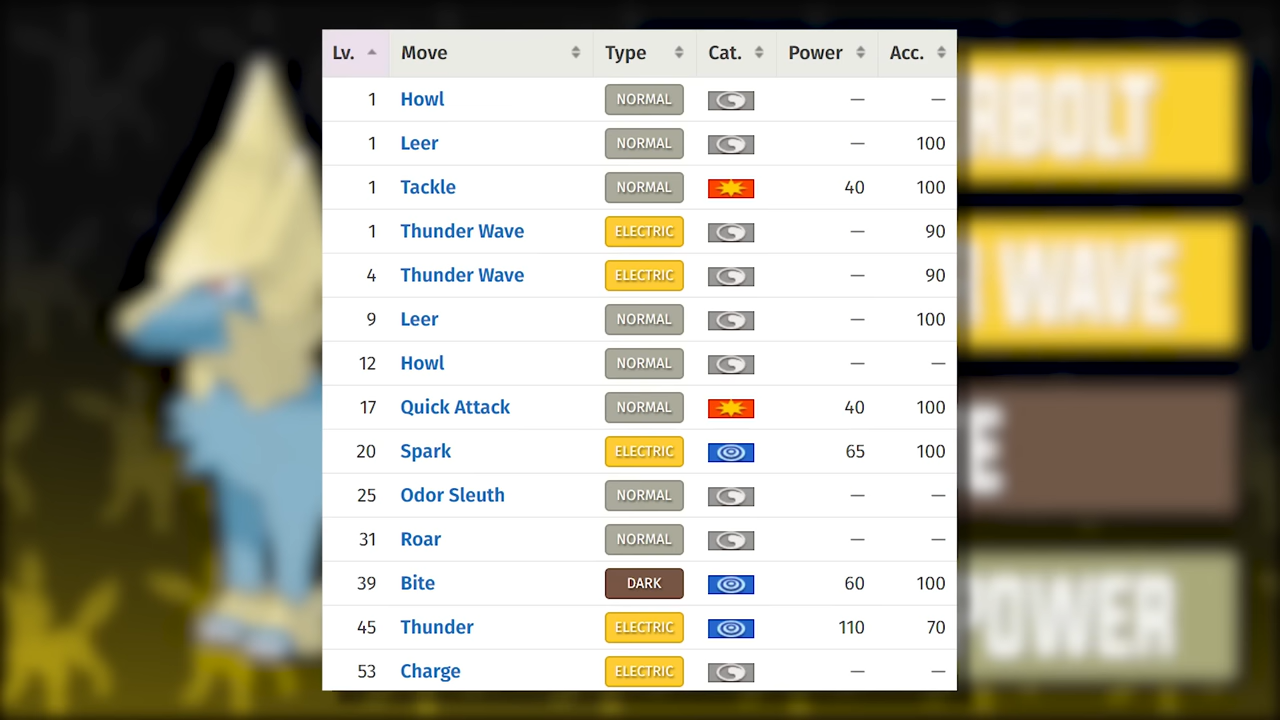 Lv. Move Type Cat. Power Acc.
1 Howl NORMAL — —
1 Leer NORMAL — 100
1 Tackle NORMAL 40 100
1 Thunder Wave ELECTRIC — 90
4 Thunder Wave ELECTRIC — 90
9 Leer NORMAL — 100
12 Howl NORMAL — —
17 Quick Attack NORMAL 40 100
20 Spark ELECTRIC 65 100
25 Odor Sleuth NORMAL — —
31 Roar NORMAL — —
39 Bite DARK 60 100
45 Thunder ELECTRIC 110 70
53 Charge ELECTRIC — —
RBOLT
WAVE
E
POWER